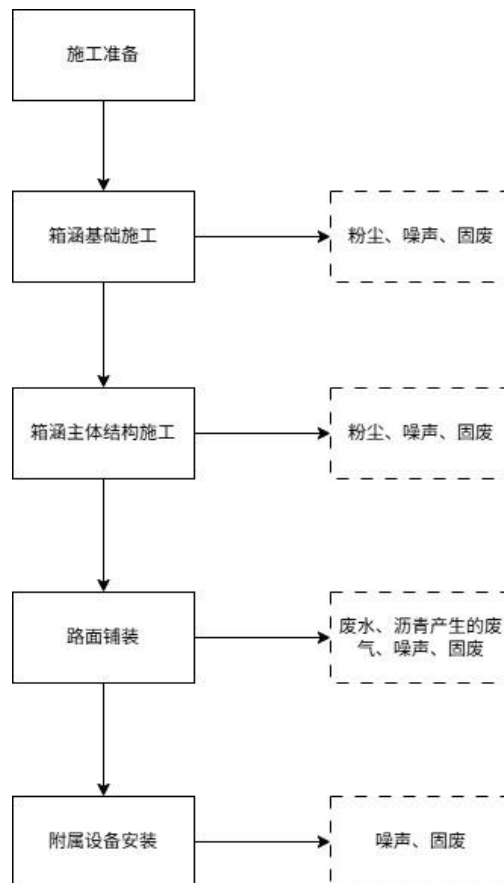 施工准备
箱涵基础施工
粉尘、噪声、固废
箱涵主体结构施工
粉尘、噪声、固废
路面铺装
废水、沥青产生的废
气、噪声、固废
附属设备安装
噪声、固废